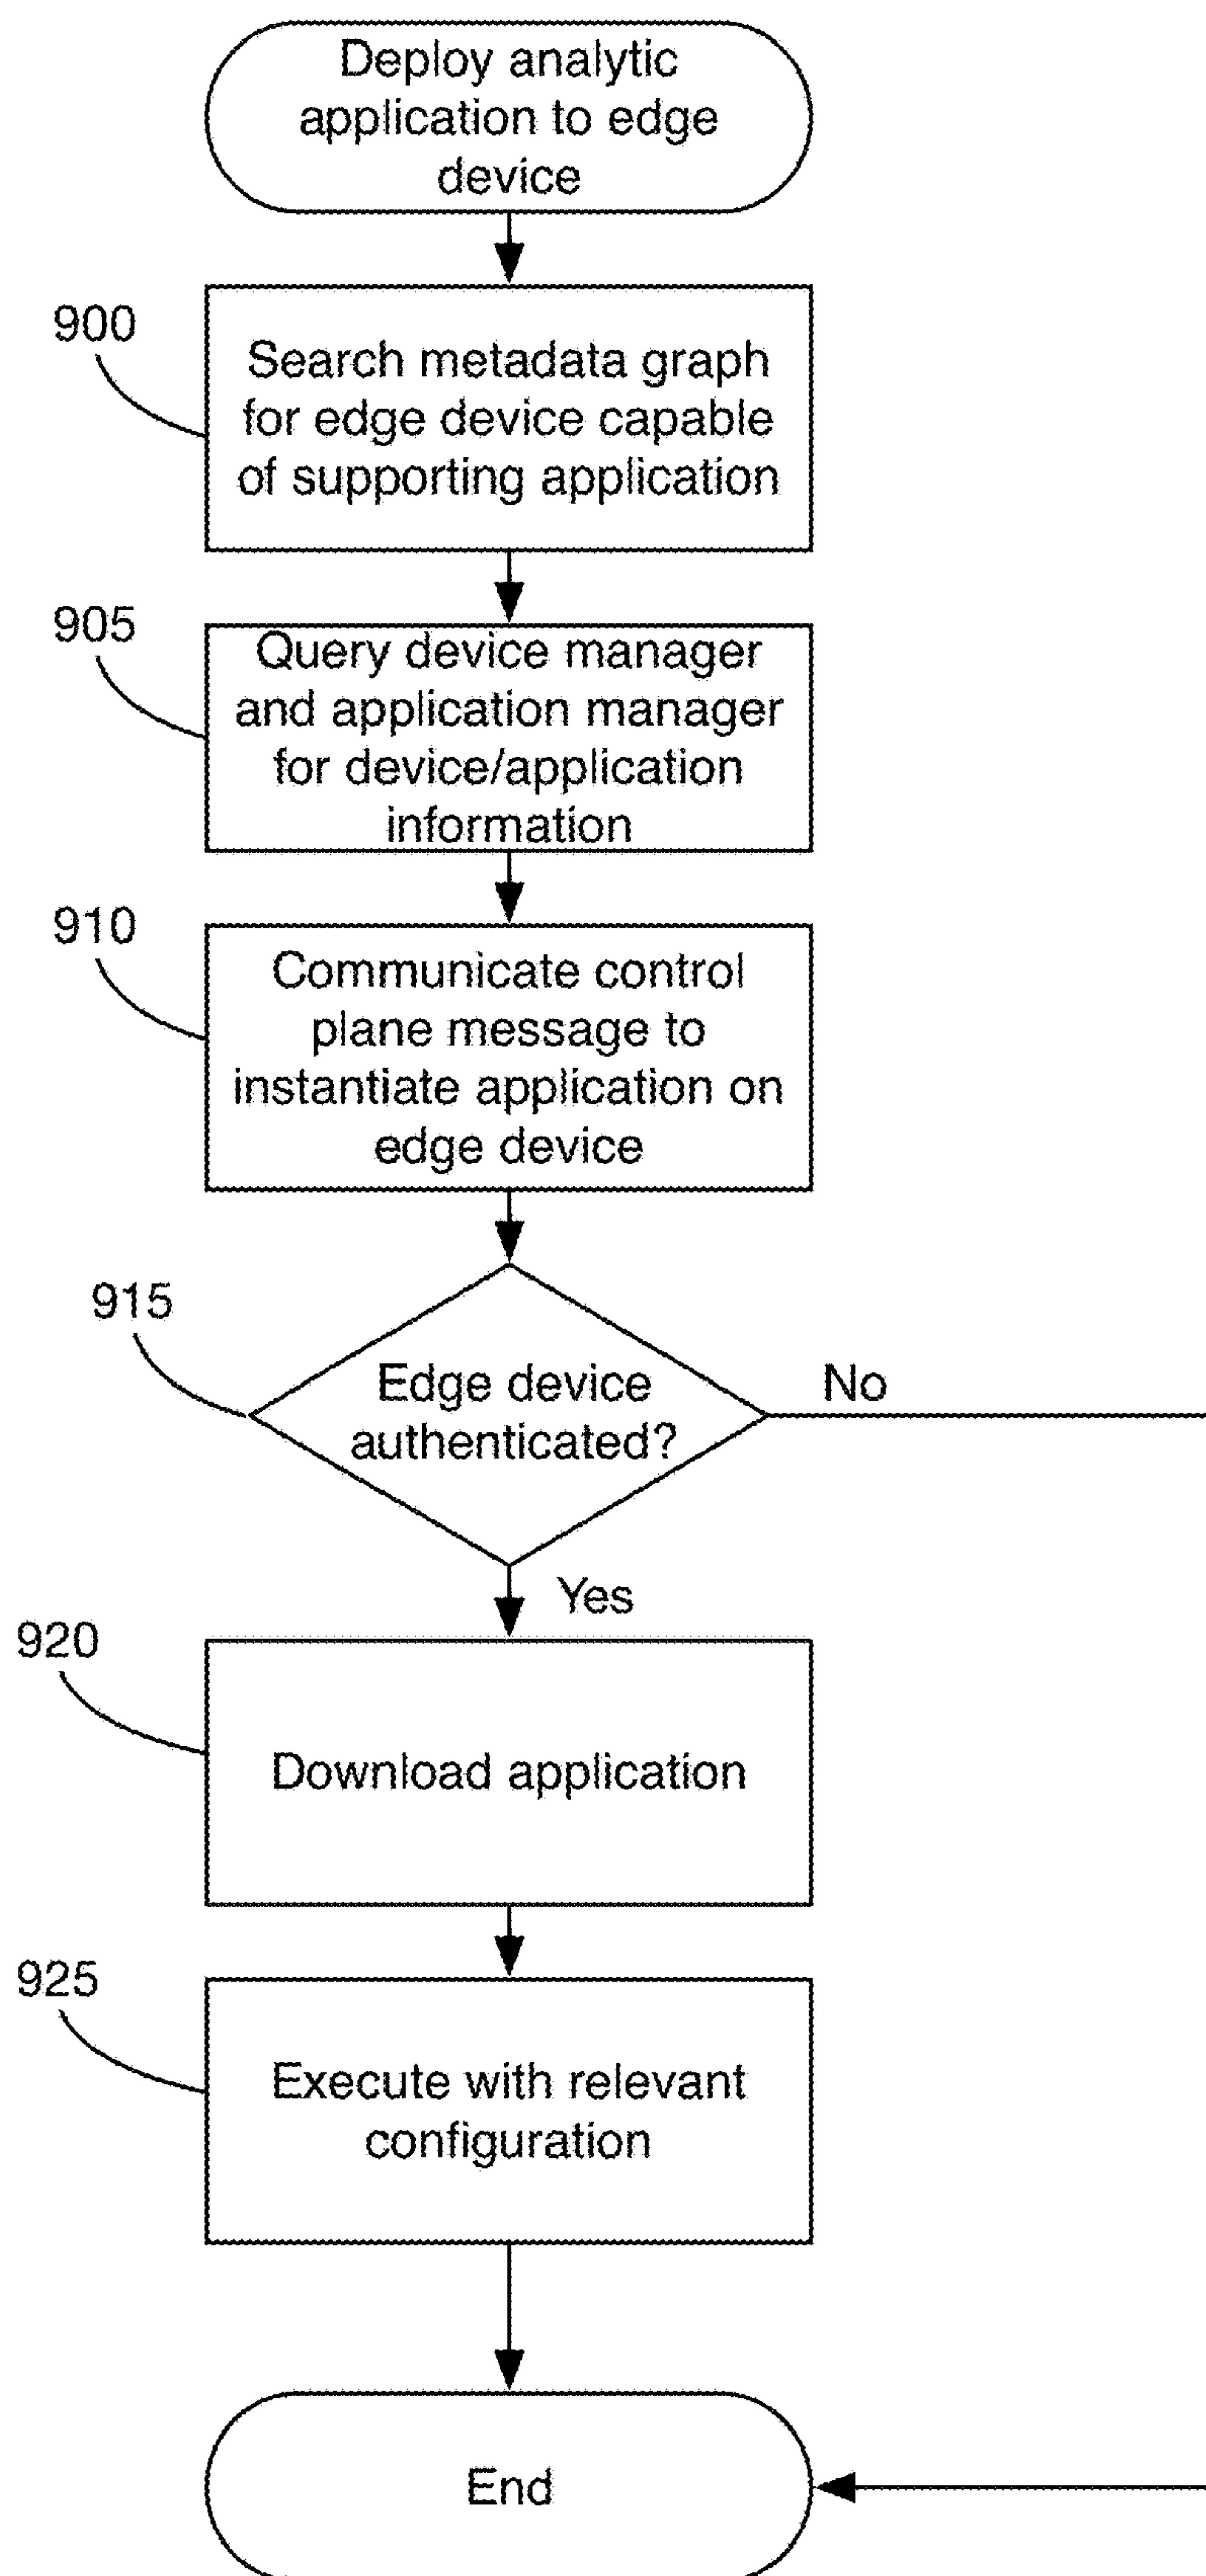 Deploy analytic
application to edge
device
900
Search metadata graph
for edge device capable
of supporting application
905
Query device manager
and application manager
for device/application
information
910
Communicate control
plane message to
instantiate application on
edge device
915
Edge device
authenticated?
No
Yes
920
Download application
925
Execute with relevant
configuration
End